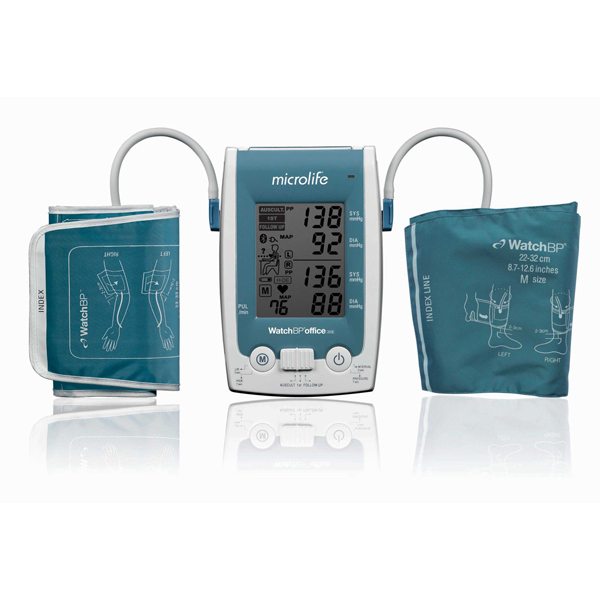 microlife
AUSCULT. PP 138 SYS mmHg
1ST
FOLLOW UP
MAP 92 DIA mmHg
?
L
R
PP
136 SYS mmHg
M
MAP
PUL /min 76 88 DIA mmHg
WatchBP office
M
AUSCULT 1st FOLLOW UP
INDEX
RIGHT
LEFT
WatchBP
WatchBP®
22-32 cm
8.7-12.6 inches
M size
INDEX LINE
LEFT
RIGHT